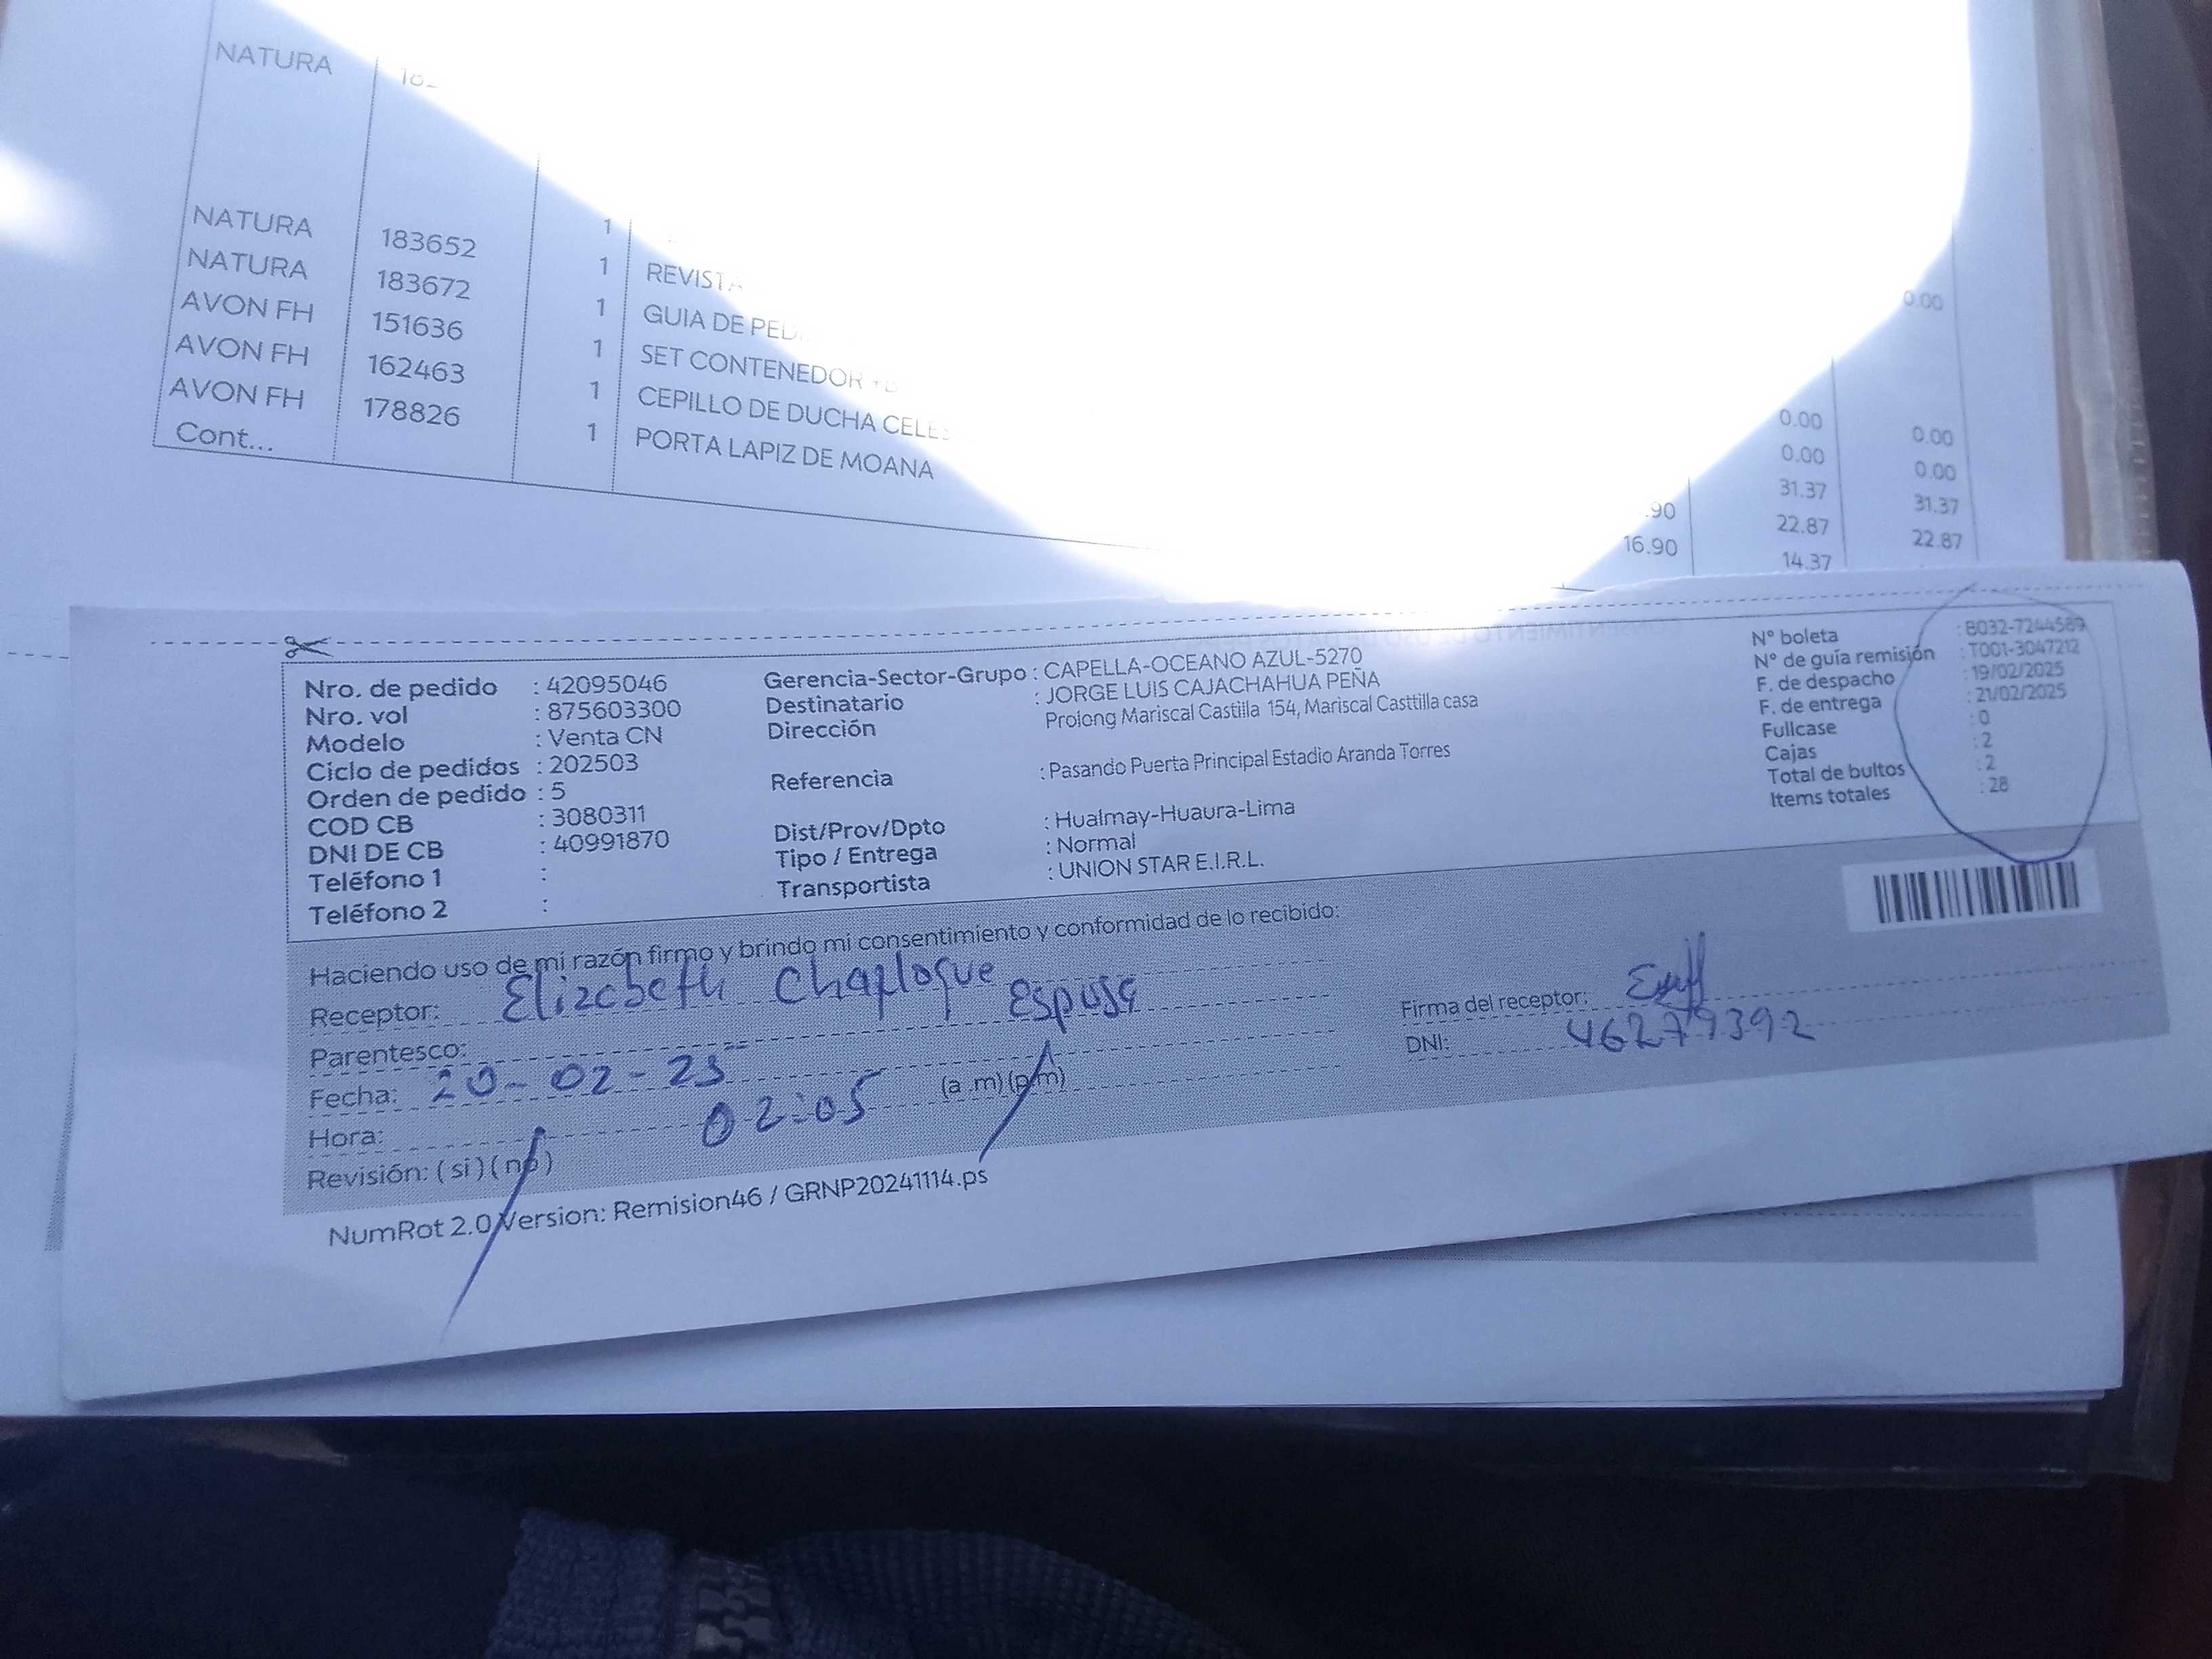 NATURA
NATURA 183652 1
NATURA 183672 1 REVISTA 0.00
AVON FH 151636 1 GUIA DE 0.00 0.00
AVON FH 162463 1 SET CONTENEDOR 0.00 0.00
AVON FH 178826 1 CEPILLO DE DUCHA 31.37 31.37
Cont... 1 PORTA LAPIZ DE MOANA .90 22.87 22.87
16.90 14.37
Nro. de pedido : 42095046
Nro. vol : 875603300
Modelo : Venta CN
Ciclo de pedidos : 202503
Orden de pedido : 5
COD CB : 3080311
DNI DE CB : 40991870
Teléfono 1 :
Teléfono 2 :
Gerencia-Sector-Grupo : CAPELLA-OCEANO AZUL-5270
Destinatario : JORGE LUIS CAJACHAHUA PEÑA
Dirección Prolong Mariscal Castilla 154, Mariscal Casttilla casa
Referencia : Pasando Puerta Principal Estadio Aranda Torres
Dist/Prov/Dpto : Hualmay-Huaura-Lima
Tipo / Entrega : Normal
Transportista : UNION STAR E.I.R.L.
N° boleta : B032-7244589
N° de guía remisión : T001-3047212
F. de despacho : 19/02/2025
F. de entrega : 21/02/2025
Fullcase : 0
Cajas : 2
Total de bultos : 2
Items totales : 28
Haciendo uso de mi razón firmo y brindo mi consentimiento y conformidad de lo recibido:
Receptor: Elizabeth Chafloque
Parentesco: Esposa
Fecha: 20-02-25
Hora: 02:05 (a .m)(p.m)
Revisión: (si)(no)
Firma del receptor:
DNI: 46279392
NumRot 2.0 Version: Remision46 / GRNP20241114.ps